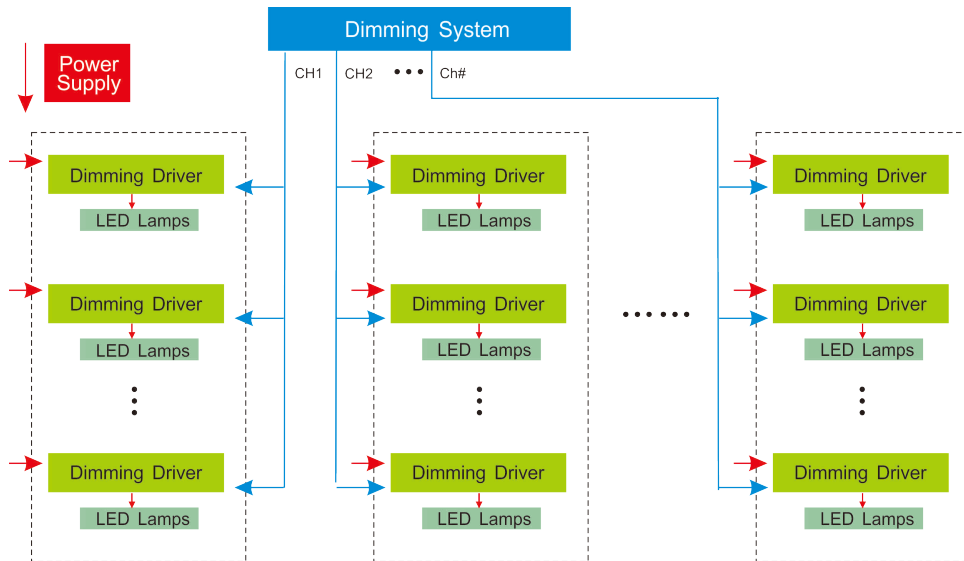 Dimming System
Power
Supply
CH1
CH2
Ch#
Dimming Driver
Dimming Driver
Dimming Driver
LED Lamps
LED Lamps
LED Lamps
Dimming Driver
Dimming Driver
Dimming Driver
LED Lamps
LED Lamps
LED Lamps
Dimming Driver
Dimming Driver
Dimming Driver
LED Lamps
LED Lamps
LED Lamps